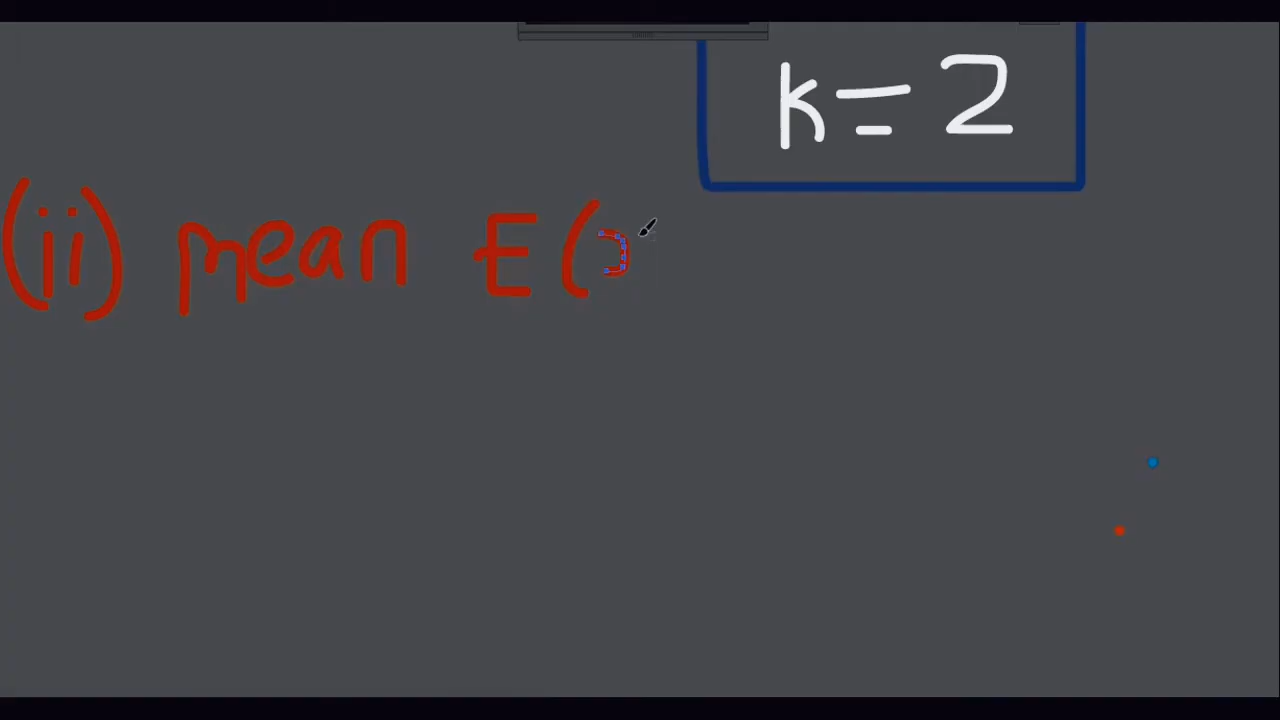 k = 2
(ii) mean E(